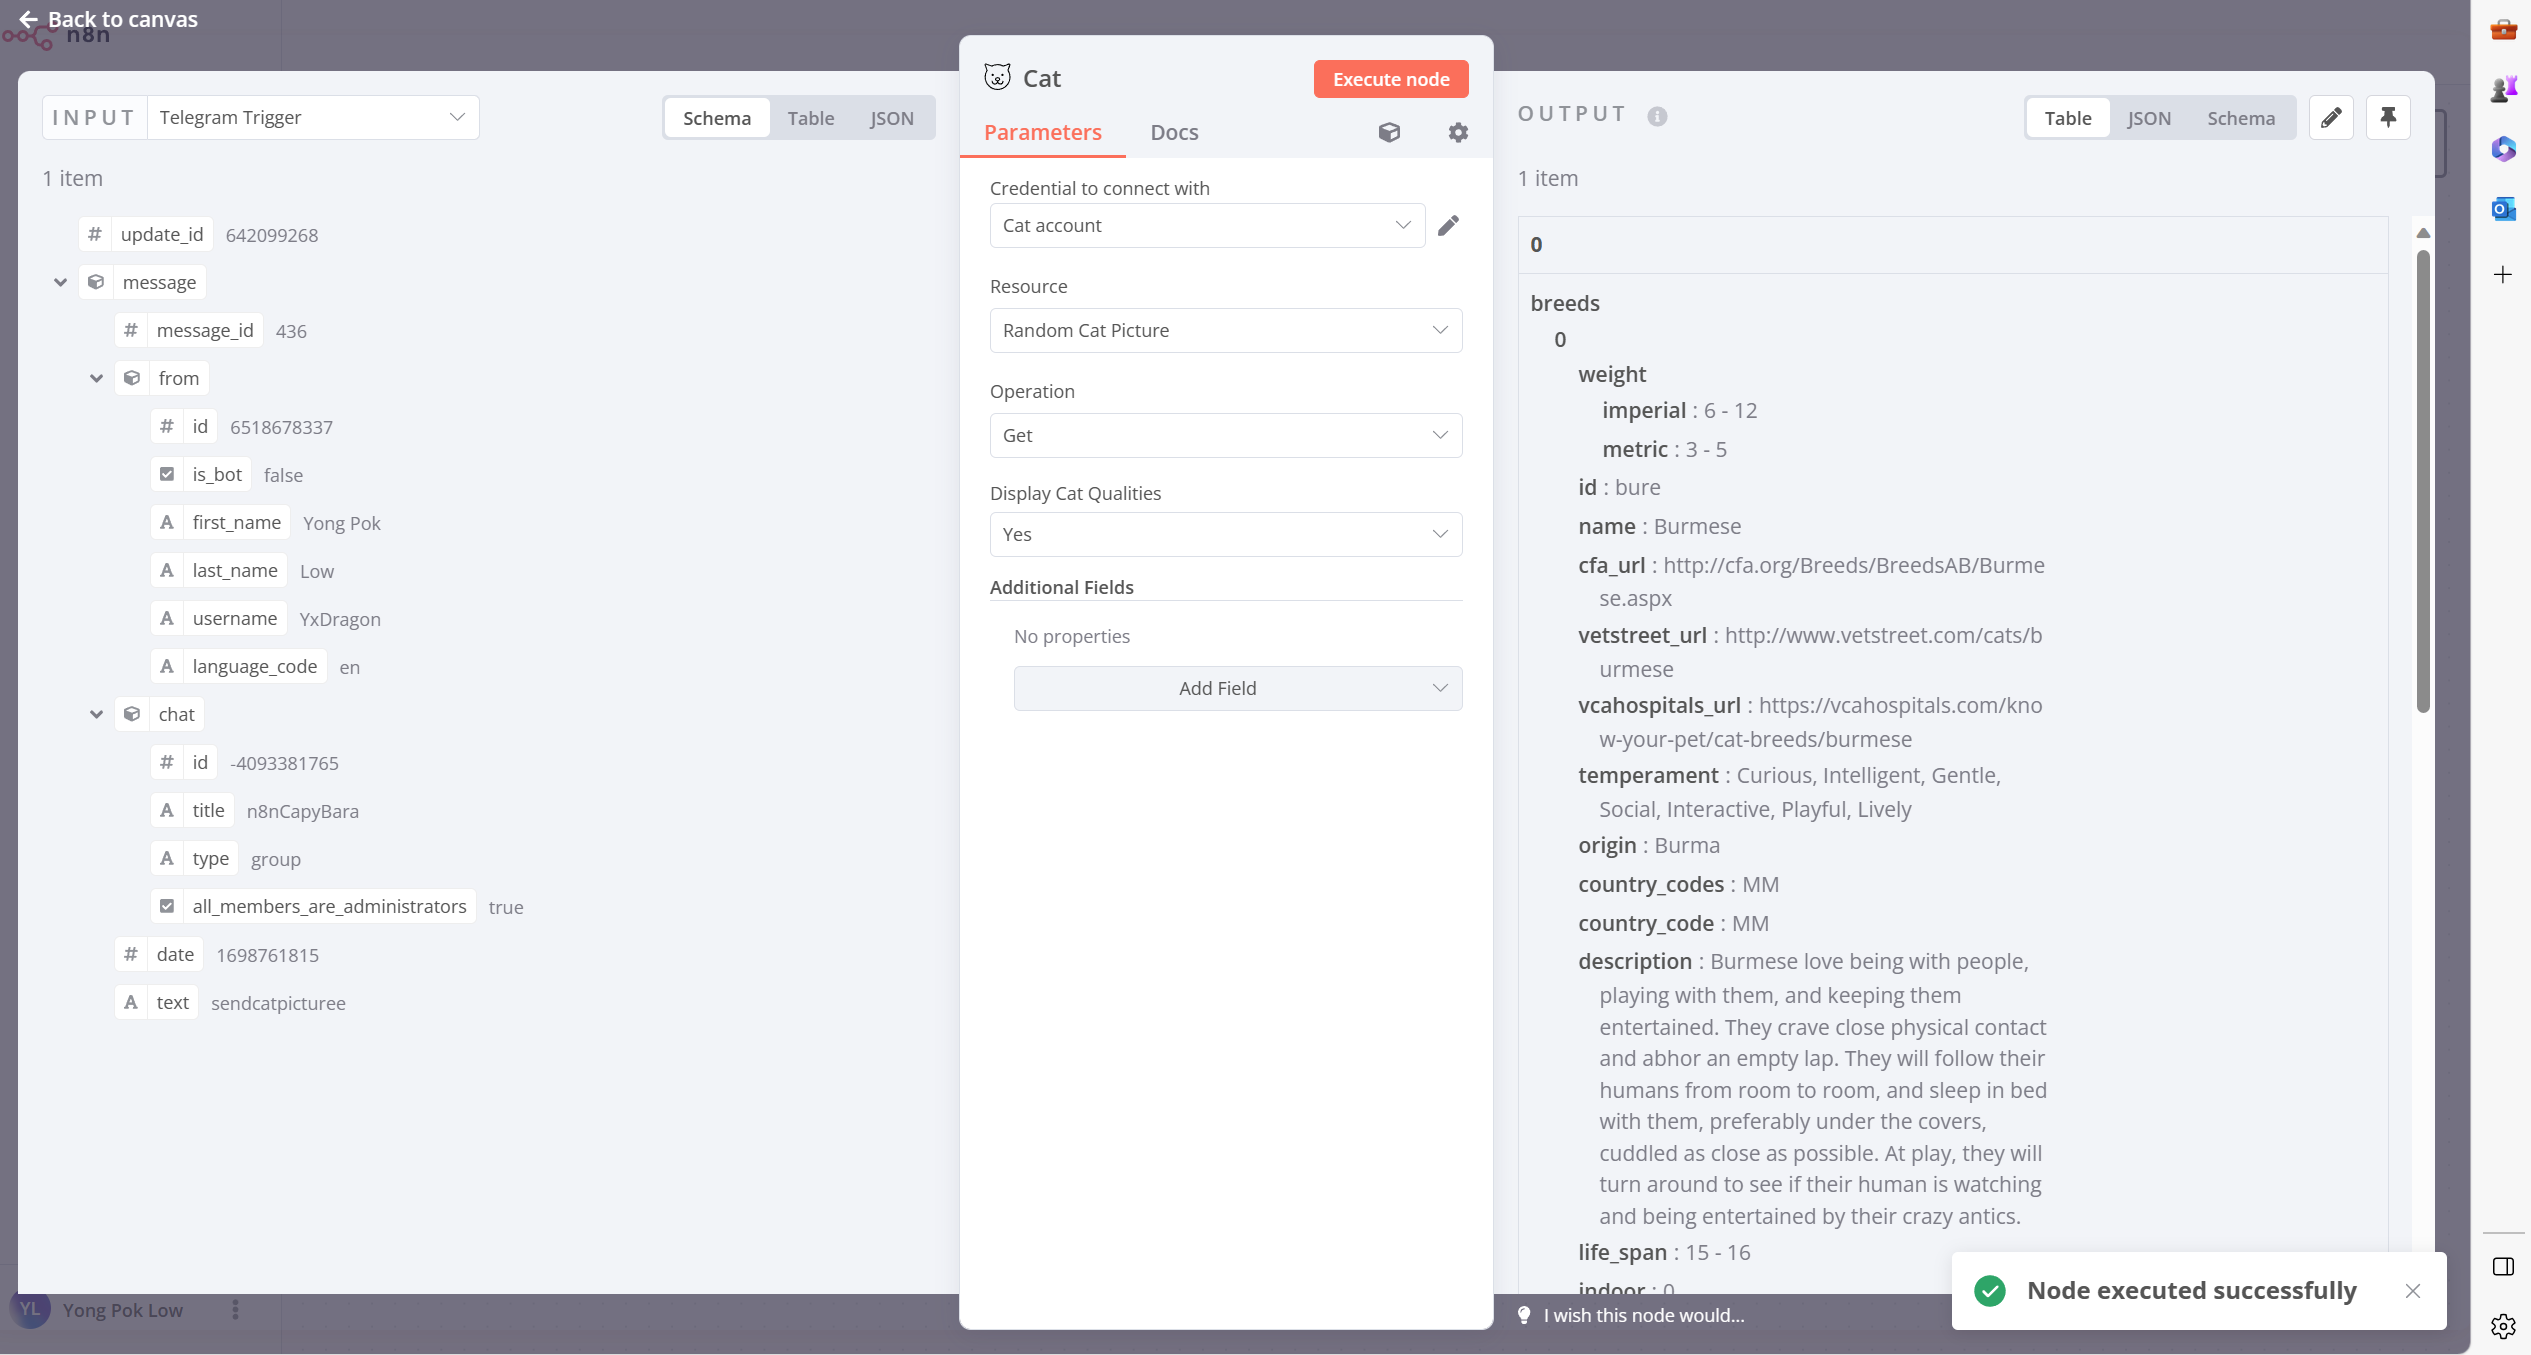 Back to canvas
n8n
INPUT
Telegram Trigger
Schema
Table
JSON
1 item
# update_id 642099268
message
# message_id 436
from
# id 6518678337
is_bot false
A first_name Yong Pok
A last_name Low
A username YxDragon
A language_code en
chat
# id -4093381765
A title n8nCapyBara
A type group
all_members_are_administrators true
# date 1698761815
A text sendcatpicturee
YL Yong Pok Low
Cat
Execute node
Parameters
Docs
Credential to connect with
Cat account
Resource
Random Cat Picture
Operation
Get
Display Cat Qualities
Yes
Additional Fields
No properties
Add Field
OUTPUT
Table
JSON
Schema
1 item
0
breeds
0
weight
imperial : 6 - 12
metric : 3 - 5
id : bure
name : Burmese
cfa_url : http://cfa.org/Breeds/BreedsAB/Burme
se.aspx
vetstreet_url : http://www.vetstreet.com/cats/b
urmese
vcahospitals_url : https://vcahospitals.com/kno
w-your-pet/cat-breeds/burmese
temperament : Curious, Intelligent, Gentle,
Social, Interactive, Playful, Lively
origin : Burma
country_codes : MM
country_code : MM
description : Burmese love being with people,
playing with them, and keeping them
entertained. They crave close physical contact
and abhor an empty lap. They will follow their
humans from room to room, and sleep in bed
with them, preferably under the covers,
cuddled as close as possible. At play, they will
turn around to see if their human is watching
and being entertained by their crazy antics.
life_span : 15 - 16
indoor : 0
I wish this node would...
Node executed successfully